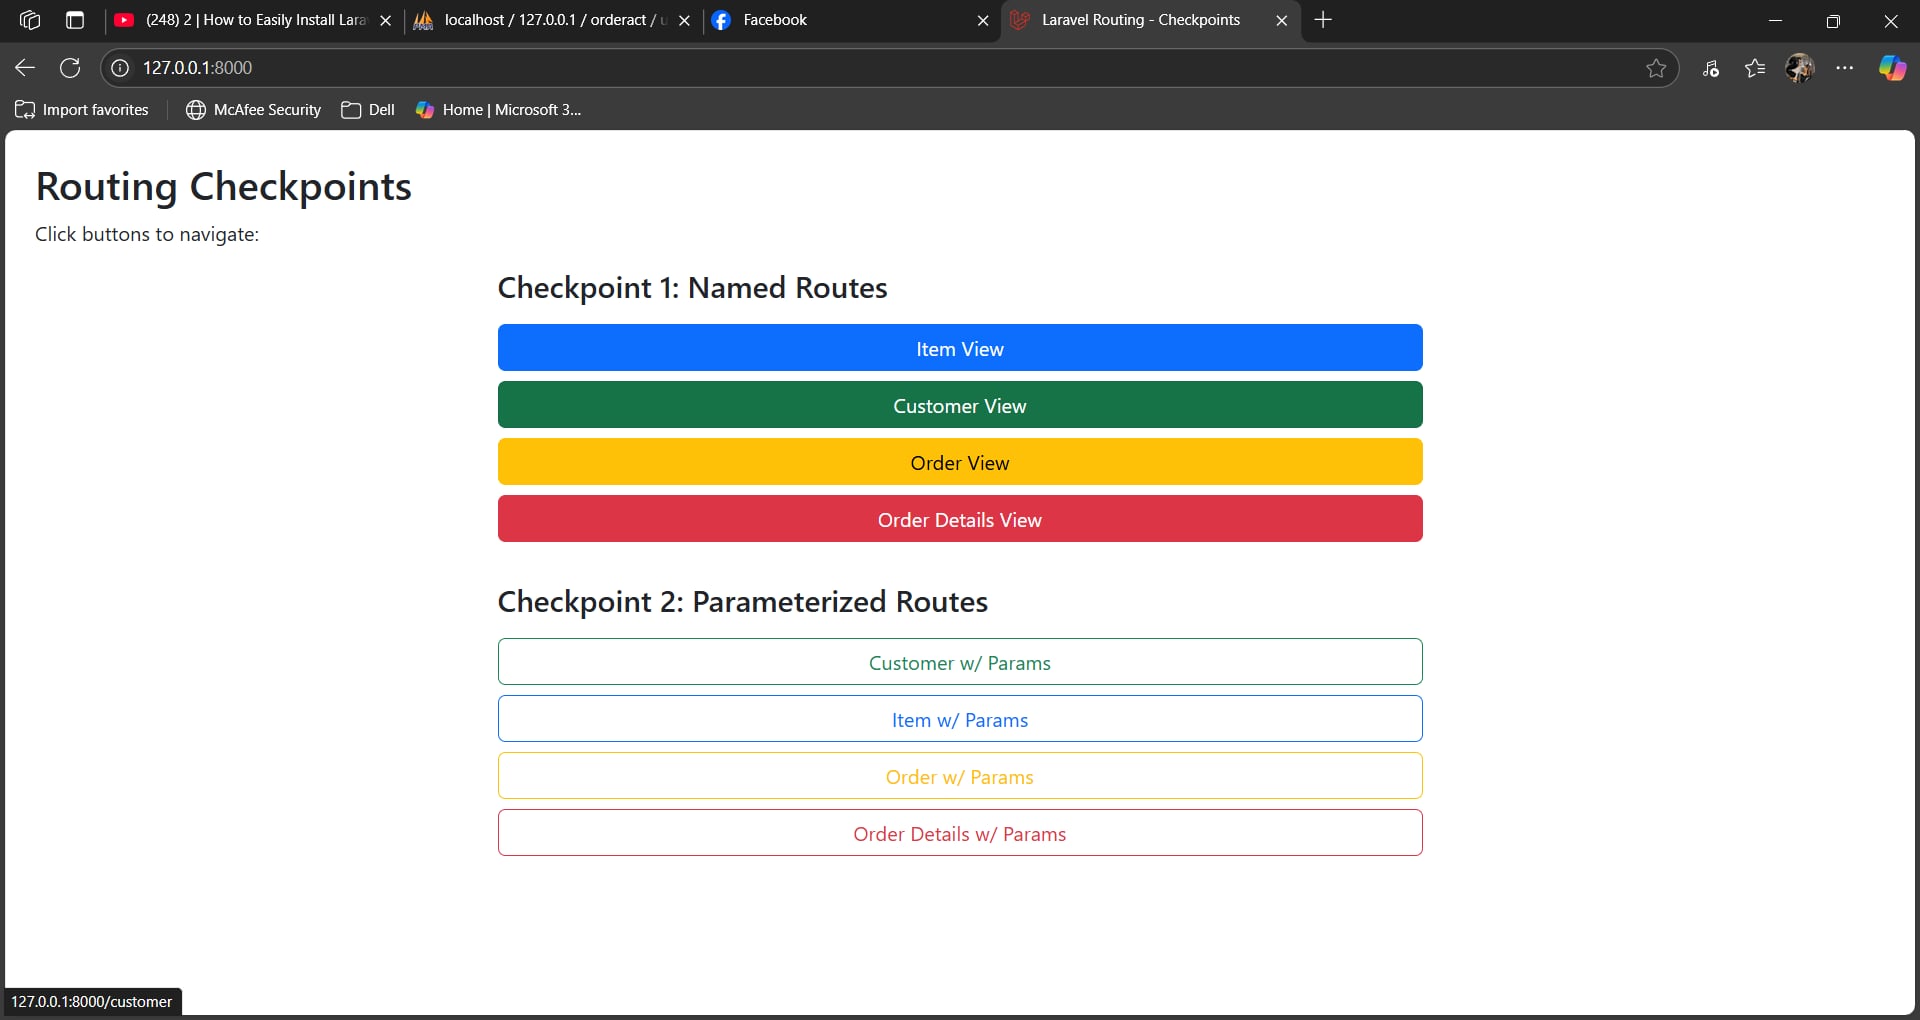 (248) 2 | How to Easily Install Lara
localhost / 127.0.0.1 / orderact / u
Facebook
Laravel Routing - Checkpoints
127.0.0.1:8000
Import favorites
McAfee Security
Dell
Home | Microsoft 3...
Routing Checkpoints
Click buttons to navigate:
Checkpoint 1: Named Routes
Item View
Customer View
Order View
Order Details View
Checkpoint 2: Parameterized Routes
Customer w/ Params
Item w/ Params
Order w/ Params
Order Details w/ Params
127.0.0.1:8000/customer